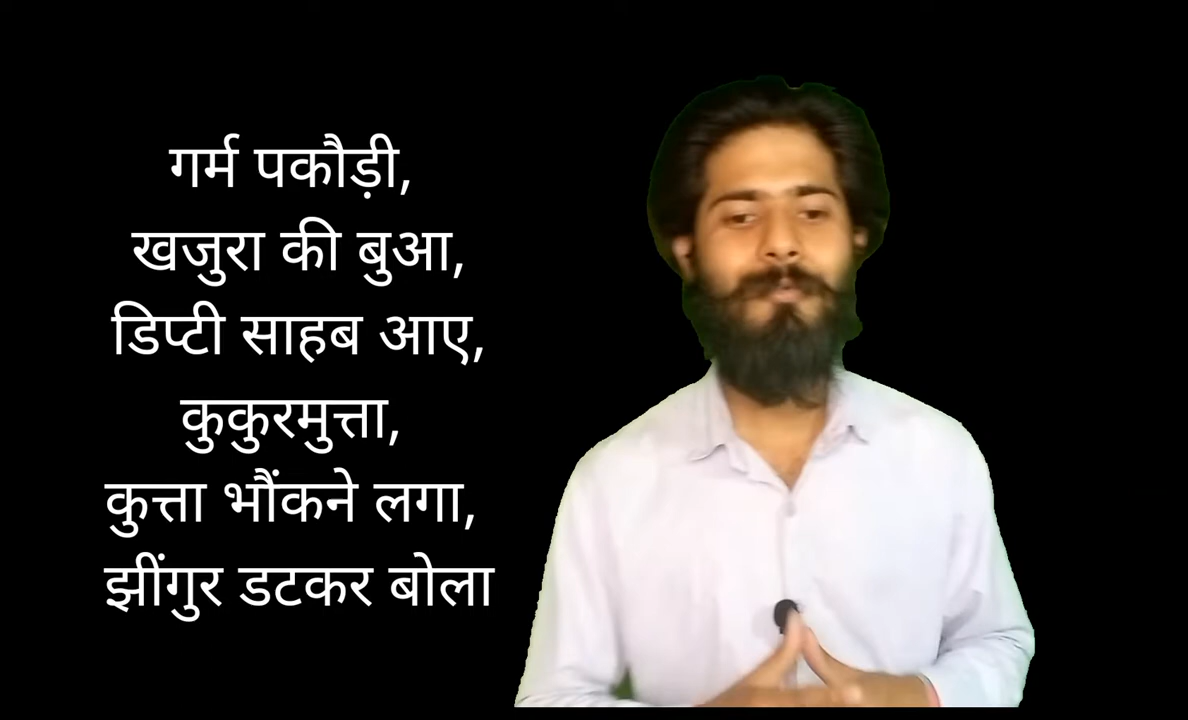 गर्म पकौड़ी,
खजुरा की बुआ,
डिप्टी साहब आए,
कुकुरमुत्ता,
कुत्ता भौंकने लगा,
झींगुर डटकर बोला